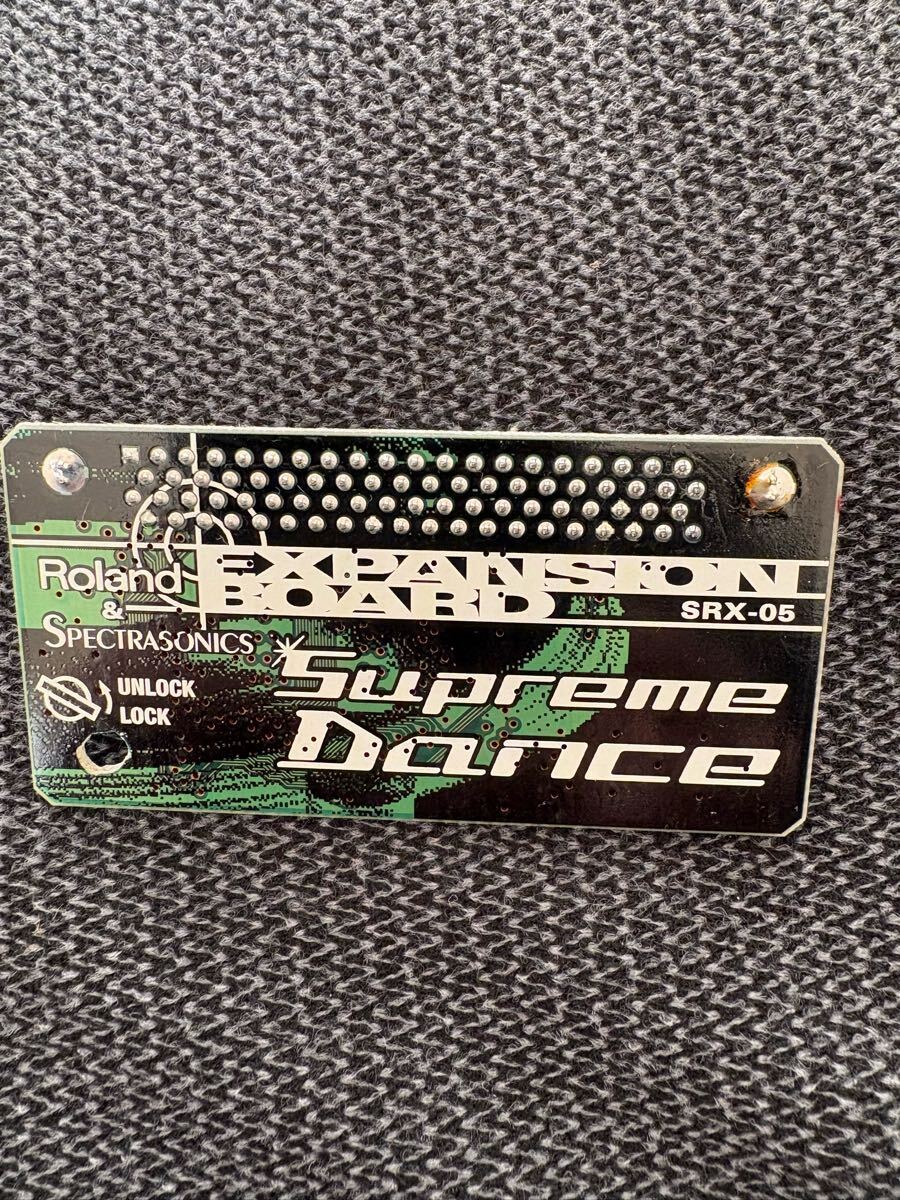 Roland
&
SPECTRASONICS
EXPANSION
BOARD
SRX-05
UNLOCK
LOCK
Supreme
Dance